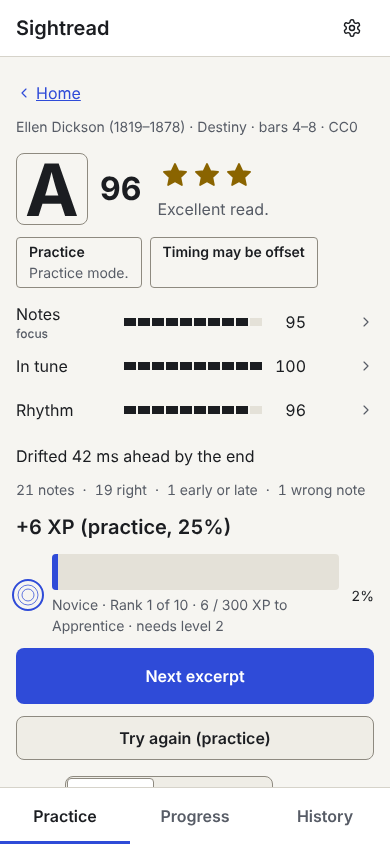 Sightread
Home
Ellen Dickson (1819–1878) · Destiny · bars 4–8 · CC0
A 96
Excellent read.
Practice
Practice mode.
Timing may be offset
Notes 95
focus
In tune 100
Rhythm 96
Drifted 42 ms ahead by the end
21 notes · 19 right · 1 early or late · 1 wrong note
+6 XP (practice, 25%)
2%
Novice · Rank 1 of 10 · 6 / 300 XP to
Apprentice · needs level 2
Next excerpt
Try again (practice)
Practice Progress History